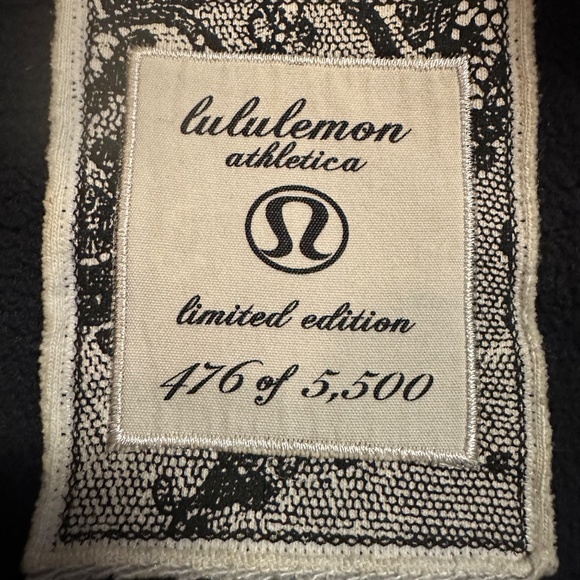 lululemon
athletica
limited edition
476 of 5,500